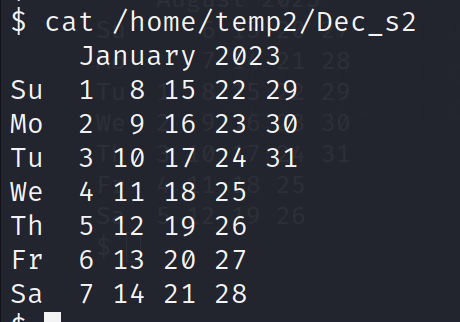 $ cat /home/temp2/Dec_s2
    January 2023
Su  1  8 15 22 29
Mo  2  9 16 23 30
Tu  3 10 17 24 31
We  4 11 18 25
Th  5 12 19 26
Fr  6 13 20 27
Sa  7 14 21 28
$